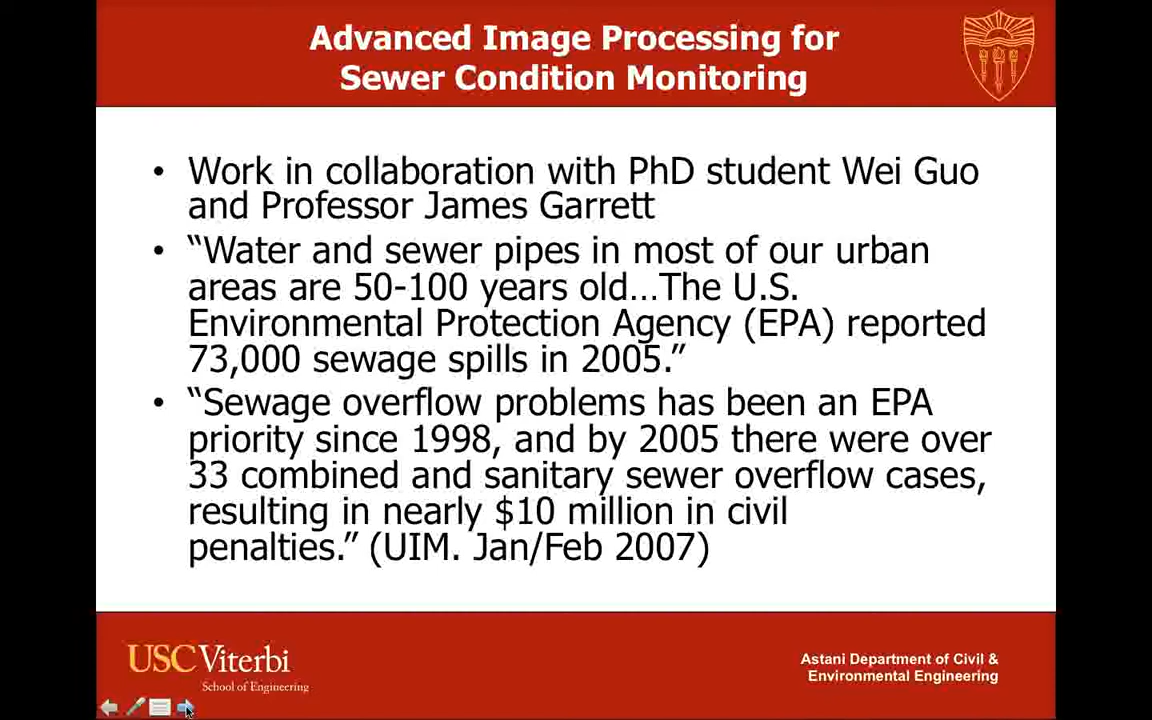 Advanced Image Processing for
Sewer Condition Monitoring
• Work in collaboration with PhD student Wei Guo
and Professor James Garrett
• “Water and sewer pipes in most of our urban
areas are 50-100 years old…The U.S.
Environmental Protection Agency (EPA) reported
73,000 sewage spills in 2005.”
• “Sewage overflow problems has been an EPA
priority since 1998, and by 2005 there were over
33 combined and sanitary sewer overflow cases,
resulting in nearly $10 million in civil
penalties.” (UIM. Jan/Feb 2007)
USC Viterbi
School of Engineering
Astani Department of Civil &
Environmental Engineering